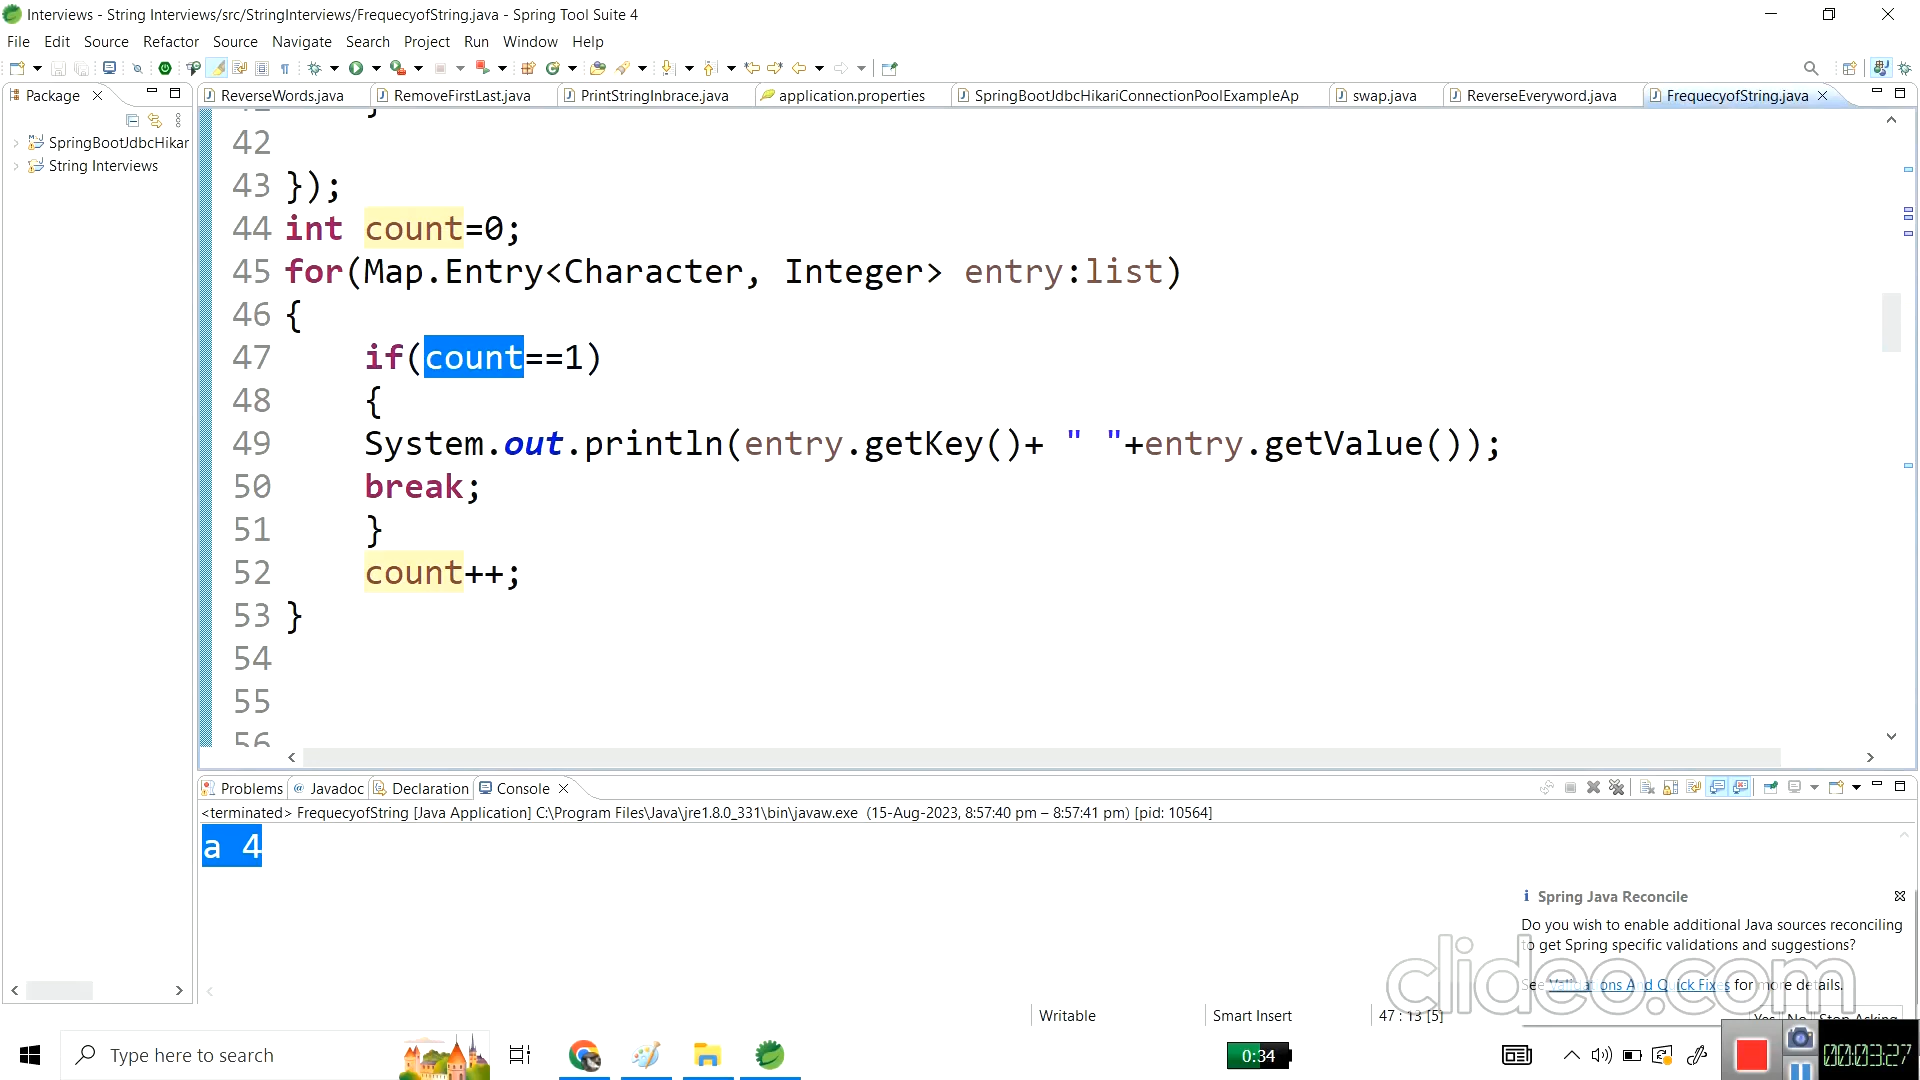 Interviews - String Interviews/src/StringInterviews/FrequecyofString.java - Spring Tool Suite 4
File Edit Source Refactor Source Navigate Search Project Run Window Help
Package
ReverseWords.java RemoveFirstLast.java PrintStringInbrace.java application.properties SpringBootJdbcHikariConnectionPoolExampleAp swap.java ReverseEveryword.java FrequecyofString.java
SpringBootJdbcHikar
String Interviews
42
43 });
44 int count=0;
45 for(Map.Entry<Character, Integer> entry:list)
46 {
47 if(count==1)
48 {
49 System.out.println(entry.getKey()+ " "+entry.getValue());
50 break;
51 }
52 count++;
53 }
54
55
56
Problems Javadoc Declaration Console
<terminated> FrequecyofString [Java Application] C:\Program Files\Java\jre1.8.0_331\bin\javaw.exe (15-Aug-2023, 8:57:40 pm – 8:57:41 pm) [pid: 10564]
a 4
Spring Java Reconcile
Do you wish to enable additional Java sources reconciling
to get Spring specific validations and suggestions?
See Validations And Quick Fixes for more details.
Yes No Stop Asking
clideo.com
Writable Smart Insert 47 : 13 [5]
Type here to search
0:34
00:03:27